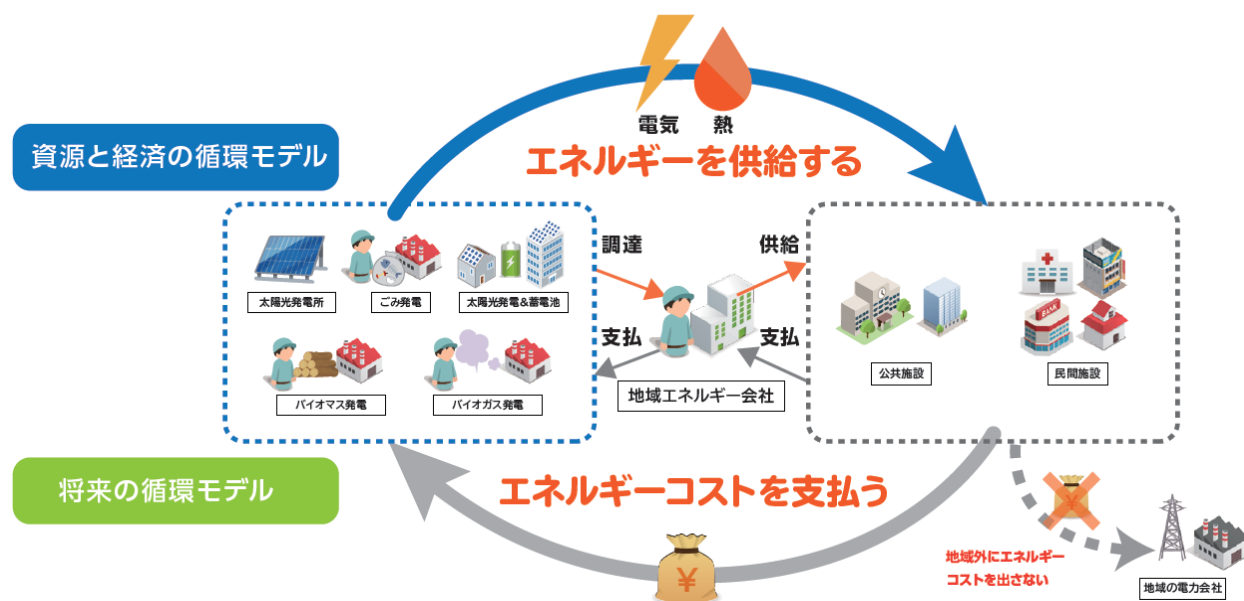 電気
熱
資源と経済の循環モデル
エネルギーを供給する
調達
供給
太陽光発電所
ごみ発電
太陽光発電&蓄電池
支払
支払
BANK
バイオマス発電
バイオガス発電
地域エネルギー会社
公共施設
民間施設
将来の循環モデル
エネルギーコストを支払う
¥
¥
地域外にエネルギー
コストを出さない
地域の電力会社